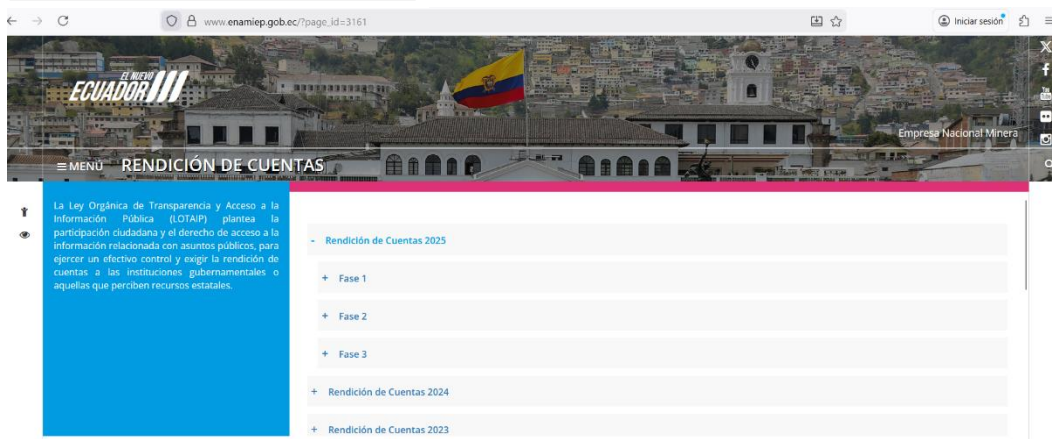 www.enamiep.gob.ec/?page_id=3161
Iniciar sesión
EL NUEVO
ECUADOR
Empresa Nacional Minera
MENÚ
RENDICIÓN DE CUENTAS
La Ley Orgánica de Transparencia y Acceso a la
Información Pública (LOTAIP) plantea la
participación ciudadana y el derecho de acceso a la
información relacionada con asuntos públicos, para
ejercer un efectivo control y exigir la rendición de
cuentas a las instituciones gubernamentales o
aquellas que perciben recursos estatales.
- Rendición de Cuentas 2025
+ Fase 1
+ Fase 2
+ Fase 3
+ Rendición de Cuentas 2024
+ Rendición de Cuentas 2023